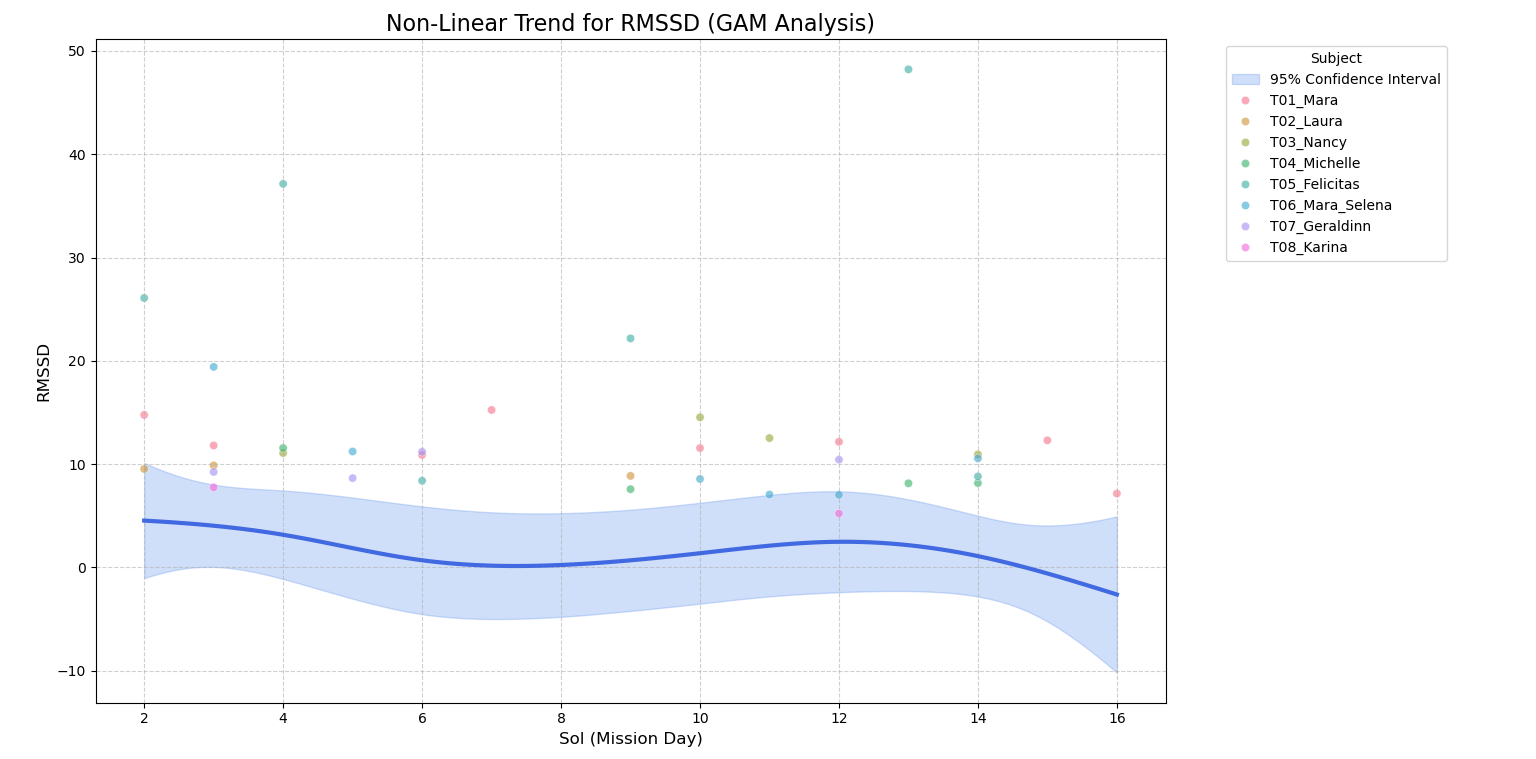 Non-Linear Trend for RMSSD (GAM Analysis)
50
40
30
20
10
0
−10
RMSSD
2 4 6 8 10 12 14 16
Sol (Mission Day)
Subject
95% Confidence Interval
T01_Mara
T02_Laura
T03_Nancy
T04_Michelle
T05_Felicitas
T06_Mara_Selena
T07_Geraldinn
T08_Karina